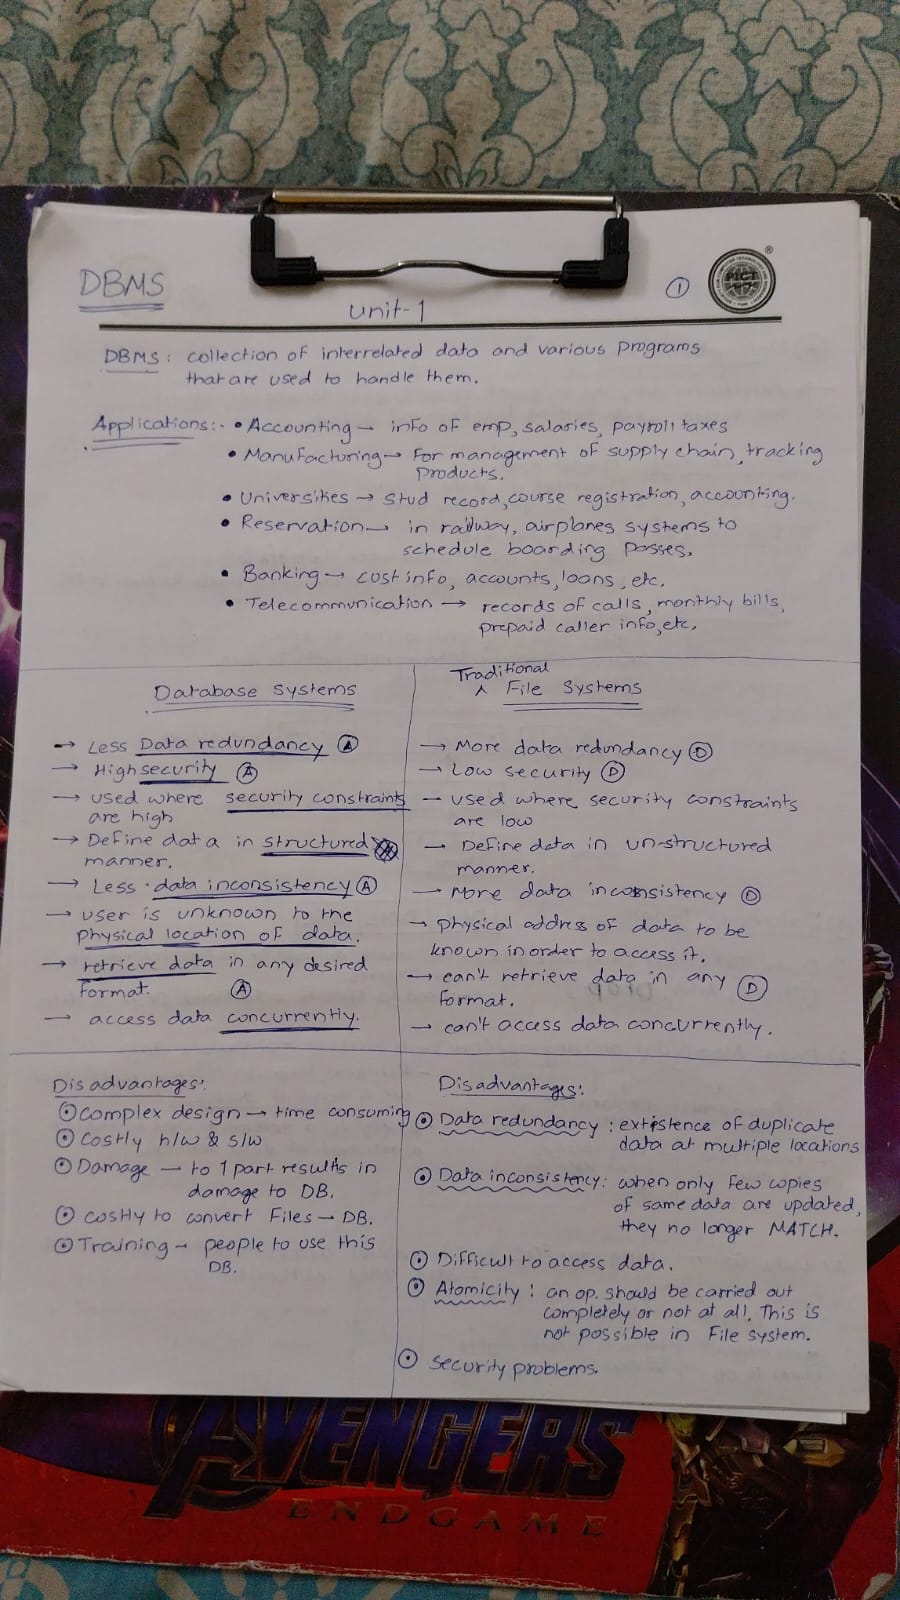 DBMS
①
®
PICT
Unit-1
DBMS : collection of interrelated data and various programs
that are used to handle them.
Applications:- • Accounting → info of emp, salaries, payroll taxes
• Manufacturing → For management of supply chain, tracking
products.
• Universities → stud record, course registration, accounting.
• Reservation → in railway, airplanes systems to
schedule boarding passes.
• Banking → cust info, accounts, loans, etc.
• Telecommunication → records of calls, monthly bills,
prepaid caller info, etc.
Database systems
→ Less Data redundancy Ⓐ
→ High security Ⓐ
→ used where security constraints
are high
→ Define data in structured
manner.
→ Less data inconsistency Ⓐ
→ user is unknown to the
physical location of data.
→ retrieve data in any desired
format. Ⓐ
→ access data concurrently.
Traditional
^ File Systems
→ More data redundancy Ⓓ
→ Low security Ⓓ
→ used where security constraints
are low
→ Define data in un-structured
manner.
→ More data inconsistency Ⓓ
→ physical address of data to be
known in order to access it.
→ can't retrieve data in any Ⓓ
format.
→ can't access data concurrently.
Disadvantages:
⊙ complex design → time consuming
⊙ costly h/w & s/w
⊙ Damage → to 1 part results in
damage to DB.
⊙ costly to convert Files → DB.
⊙ Training → people to use this
DB.
Disadvantages:
⊙ Data redundancy : existence of duplicate
data at multiple locations
⊙ Data inconsistency: when only few copies
of same data are updated,
they no longer MATCH.
⊙ Difficult to access data.
⊙ Atomicity : an op. should be carried out
completely or not at all. This is
not possible in File system.
⊙ security problems.
AVENGERS
ENDGAME